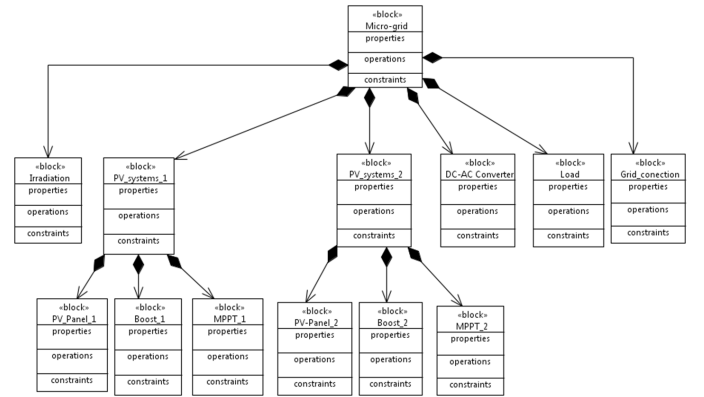 «block»
Micro-grid
properties
operations
constraints
«block»
Irradiation
properties
operations
constraints
«block»
PV_systems_1
properties
operations
constraints
«block»
PV_systems_2
properties
operations
constraints
«block»
DC-AC Converter
properties
operations
constraints
«block»
Load
properties
operations
constraints
«block»
Grid_conection
properties
operations
constraints
«block»
PV_Panel_1
properties
operations
constraints
«block»
Boost_1
properties
operations
constraints
«block»
MPPT_1
properties
operations
constraints
«block»
PV-Panel_2
properties
operations
constraints
«block»
Boost_2
properties
operations
constraints
«block»
MPPT_2
properties
operations
constraints